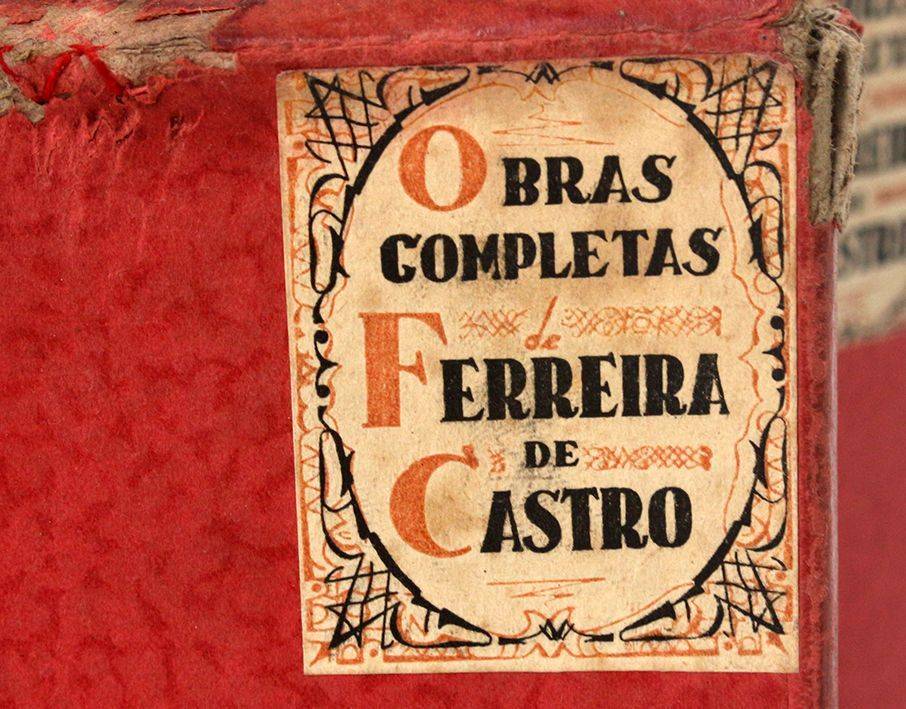 OBRAS
COMPLETAS
de
FERREIRA
DE
CASTRO